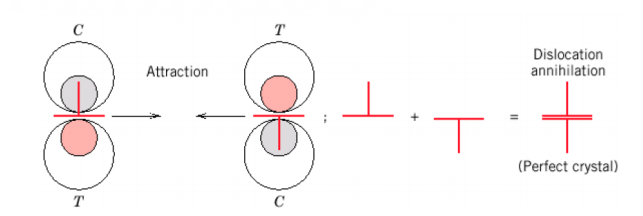 C
T
Attraction
T
C
;
+
=
Dislocation
annihilation
(Perfect crystal)